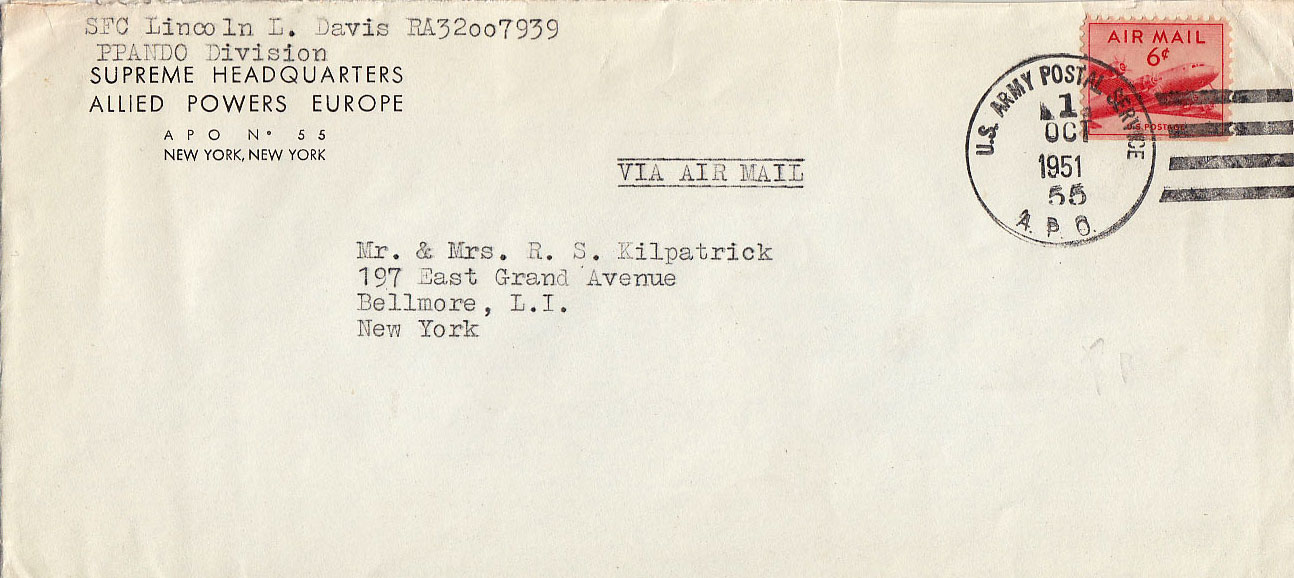 SFC Lincoln L. Davis RA32007939
PPANDO Division
SUPREME HEADQUARTERS
ALLIED POWERS EUROPE
APO Nº 55
NEW YORK, NEW YORK
VIA AIR MAIL
Mr. & Mrs. R. S. Kilpatrick
197 East Grand Avenue
Bellmore, L.I.
New York
AIR MAIL
6¢
U.S. POSTAGE
U.S. ARMY POSTAL SERVICE
1
OCT
1951
55
A. P. O.